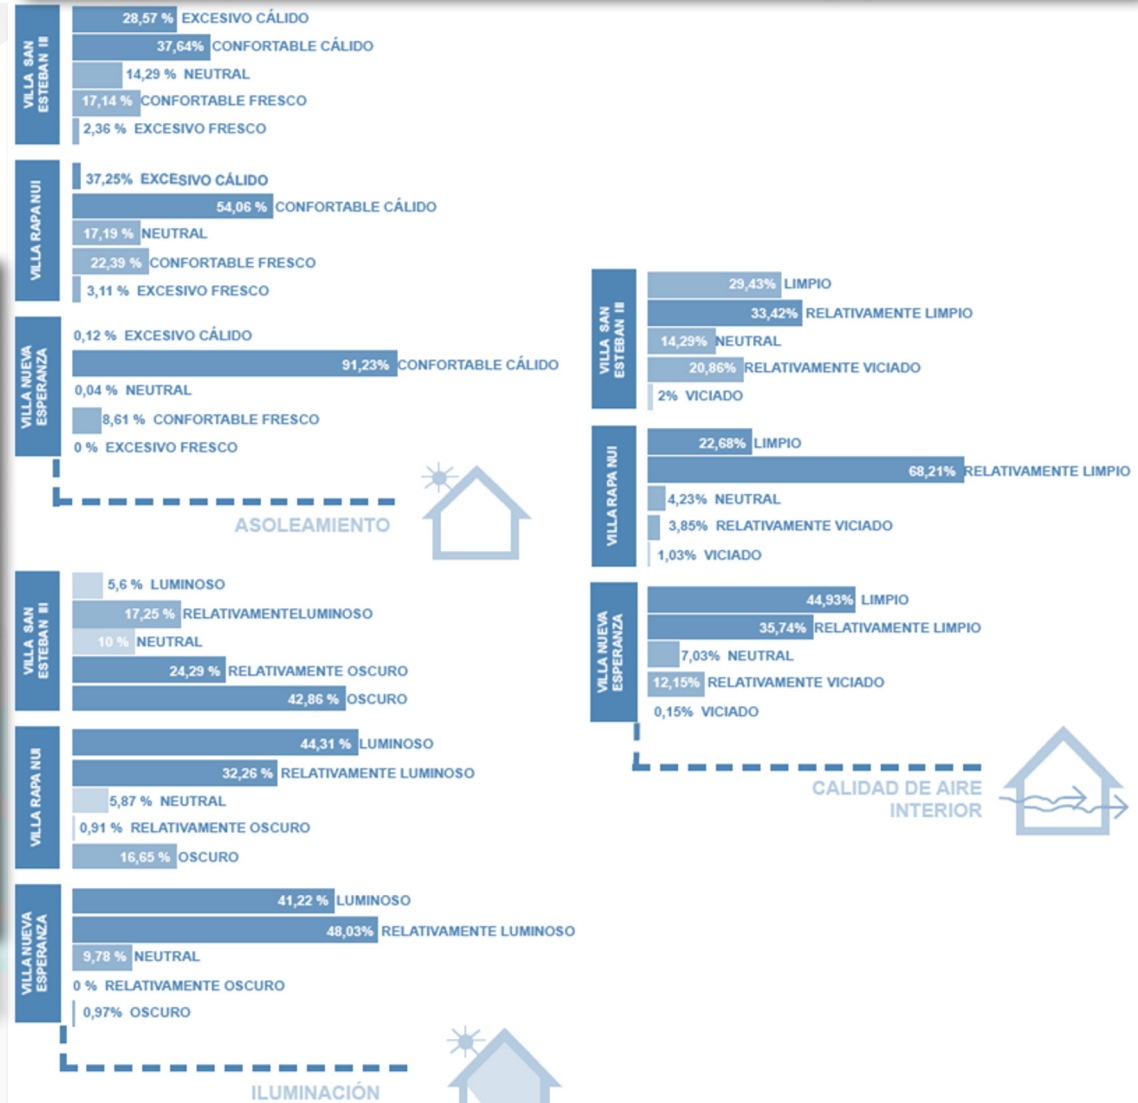 VILLA SAN
ESTEBAN III
28,57 % EXCESIVO CÁLIDO
37,64% CONFORTABLE CÁLIDO
14,29 % NEUTRAL
17,14 % CONFORTABLE FRESCO
2,36 % EXCESIVO FRESCO
VILLA RAPA NUI
37,25% EXCESIVO CÁLIDO
54,06 % CONFORTABLE CÁLIDO
17,19 % NEUTRAL
22,39 % CONFORTABLE FRESCO
3,11 % EXCESIVO FRESCO
VILLA NUEVA
ESPERANZA
0,12 % EXCESIVO CÁLIDO
91,23% CONFORTABLE CÁLIDO
0,04 % NEUTRAL
8,61 % CONFORTABLE FRESCO
0 % EXCESIVO FRESCO
ASOLEAMIENTO
VILLA SAN
ESTEBAN III
5,6 % LUMINOSO
17,25 % RELATIVAMENTELUMINOSO
10 % NEUTRAL
24,29 % RELATIVAMENTE OSCURO
42,86 % OSCURO
VILLA RAPA NUI
44,31 % LUMINOSO
32,26 % RELATIVAMENTE LUMINOSO
5,87 % NEUTRAL
0,91 % RELATIVAMENTE OSCURO
16,65 % OSCURO
VILLA NUEVA
ESPERANZA
41,22 % LUMINOSO
48,03% RELATIVAMENTE LUMINOSO
9,78 % NEUTRAL
0 % RELATIVAMENTE OSCURO
0,97% OSCURO
ILUMINACIÓN
VILLA SAN
ESTEBAN III
29,43% LIMPIO
33,42% RELATIVAMENTE LIMPIO
14,29% NEUTRAL
20,86% RELATIVAMENTE VICIADO
2% VICIADO
VILLA RAPA NUI
22,68% LIMPIO
68,21% RELATIVAMENTE LIMPIO
4,23% NEUTRAL
3,85% RELATIVAMENTE VICIADO
1,03% VICIADO
VILLA NUEVA
ESPERANZA
44,93% LIMPIO
35,74% RELATIVAMENTE LIMPIO
7,03% NEUTRAL
12,15% RELATIVAMENTE VICIADO
0,15% VICIADO
CALIDAD DE AIRE
INTERIOR